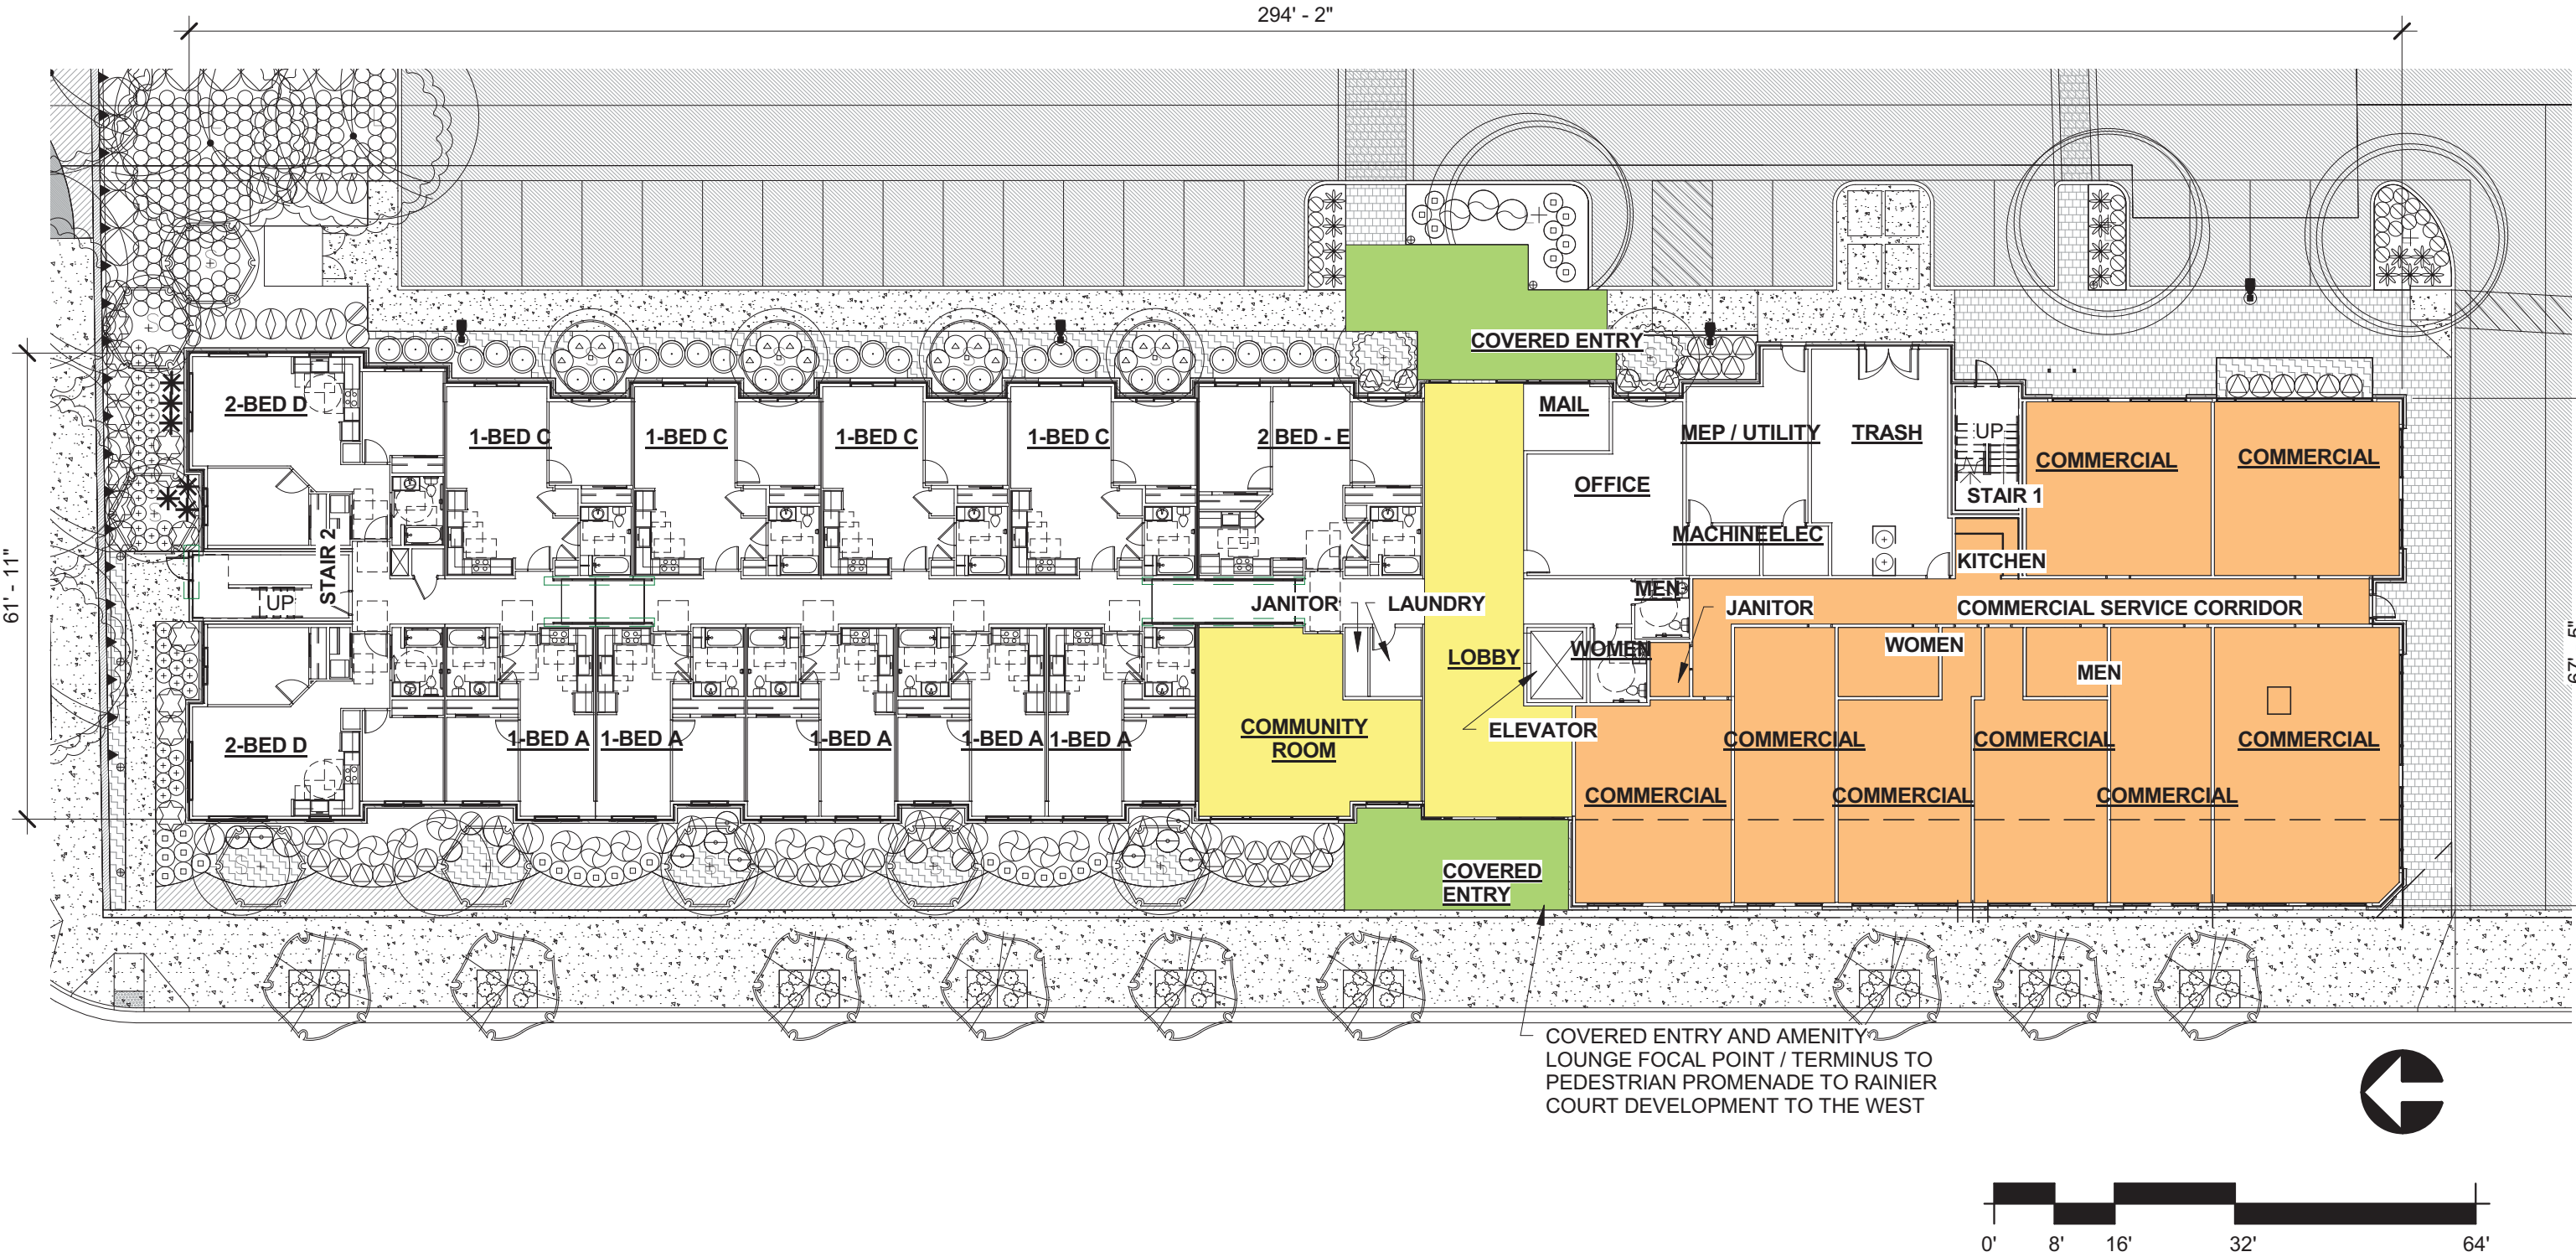 294' - 2"
COVERED ENTRY
2-BED D
MAIL
1-BED C
1-BED C
1-BED C
1-BED C
2 BED - E
MEP / UTILITY
TRASH
UP
COMMERCIAL
COMMERCIAL
OFFICE
STAIR 1
MACHINE
ELEC
KITCHEN
61' - 11"
STAIR 2
UP
JANITOR
LAUNDRY
MEN
JANITOR
COMMERCIAL SERVICE CORRIDOR
WOMEN
LOBBY
WOMEN
MEN
67' - 5"
2-BED D
1-BED A
1-BED A
1-BED A
1-BED A
1-BED A
COMMUNITY
ROOM
ELEVATOR
COMMERCIAL
COMMERCIAL
COMMERCIAL
COMMERCIAL
COMMERCIAL
COMMERCIAL
COVERED
ENTRY
COVERED ENTRY AND AMENITY
LOUNGE FOCAL POINT / TERMINUS TO
PEDESTRIAN PROMENADE TO RAINIER
COURT DEVELOPMENT TO THE WEST
0' 8' 16' 32' 64'